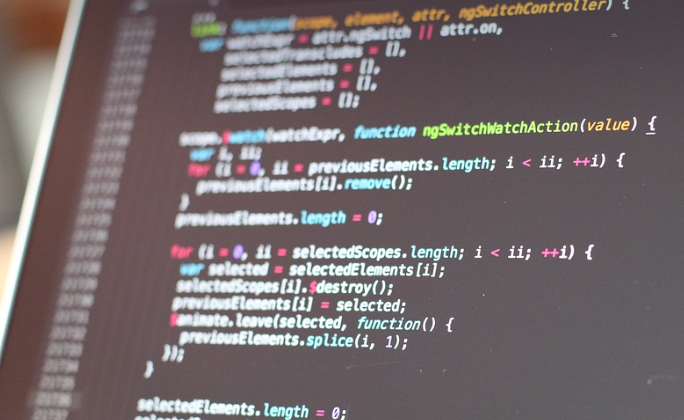 link: function(scope, element, attr, ngSwitchController) {
var watchExpr = attr.ngSwitch || attr.on,
selectedTranscludes = [],
selectedElements = [],
previousElements = [],
selectedScopes = [];
scope.$watch(watchExpr, function ngSwitchWatchAction(value) {
var i, ii;
for (i = 0, ii = previousElements.length; i < ii; ++i) {
previousElements[i].remove();
}
previousElements.length = 0;
for (i = 0, ii = selectedScopes.length; i < ii; ++i) {
var selected = selectedElements[i];
selectedScopes[i].$destroy();
previousElements[i] = selected;
$animate.leave(selected, function() {
previousElements.splice(i, 1);
});
}
selectedElements.length = 0;